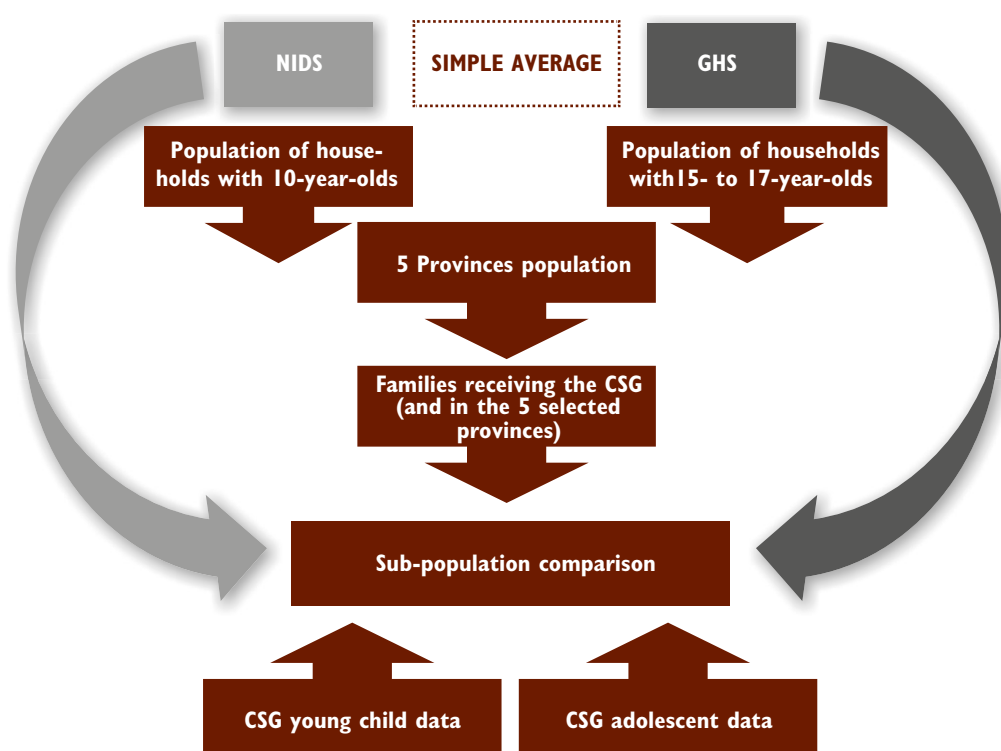 NIDS
SIMPLE AVERAGE
GHS
Population of house-
holds with 10-year-olds
Population of households
with15- to 17-year-olds
5 Provinces population
Families receiving the CSG
(and in the 5 selected
provinces)
Sub-population comparison
CSG young child data
CSG adolescent data